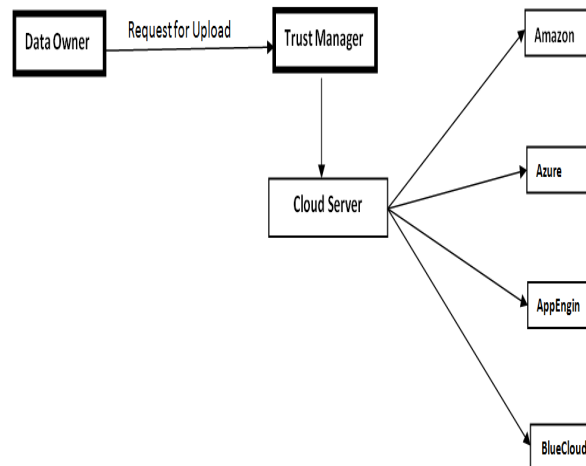 Data Owner
Request for Upload
Trust Manager
Amazon
Azure
Cloud Server
AppEngin
BlueCloud